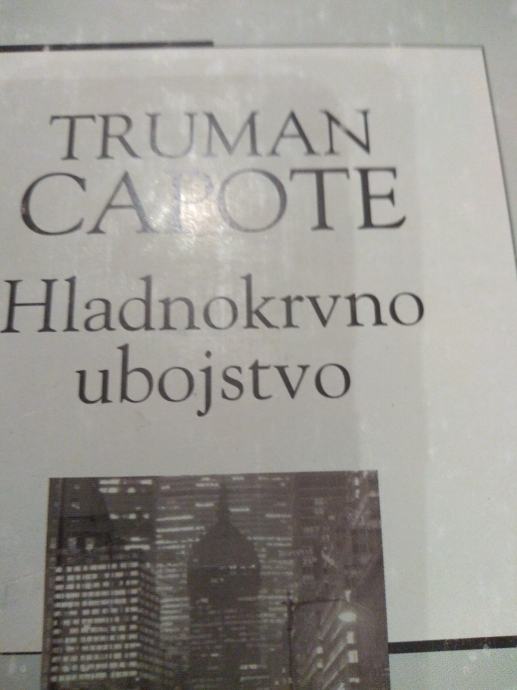 TRUMAN
CAPOTE
Hladnokrvno
ubojstvo